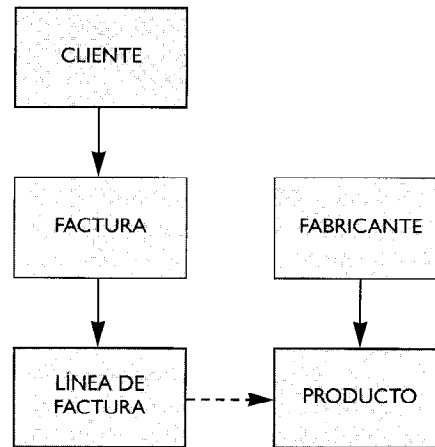 CLIENTE
FACTURA
FABRICANTE
LÍNEA DE
FACTURA
PRODUCTO